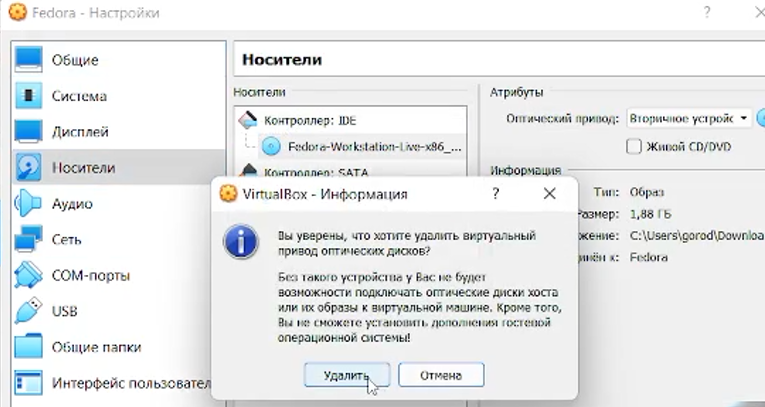 Fedora - Настройки
?
Общие
Система
Дисплей
Носители
Аудио
Сеть
COM-порты
USB
Общие папки
Интерфейс пользовател
Носители
Носители
Контроллер: IDE
Fedora-Workstation-Live-x86_...
Контроллер: SATA
Атрибуты
Оптический привод: Вторичное устройс
Живой CD/DVD
Информация
Тип: Образ
Размер: 1,88 ГБ
жение: C:\Users\gorod\Downloa
динён к: Fedora
VirtualBox - Информация
?
Вы уверены, что хотите удалить виртуальный
привод оптических дисков?
Без такого устройства у Вас не будет
возможности подключать оптические диски хоста
или их образы к виртуальной машине. Кроме того,
Вы не сможете установить дополнения гостевой
операционной системы!
Удалить
Отмена